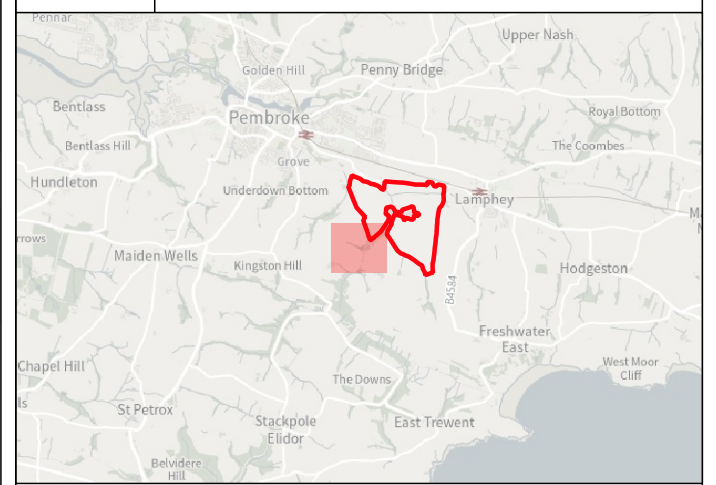 Pennar
Upper Nash
Golden Hill
Penny Bridge
Bentlass
Royal Bottom
Pembroke
Bentlass Hill
The Coombes
Grove
Hundleton
Underdown Bottom
Lamphey
rrows
Maiden Wells
Kingston Hill
Hodgeston
B4584
Freshwater
East
West Moor
Cliff
Chapel Hill
The Downs
ls
St Petrox
Stackpole
Elidor
East Trewent
Belvidere
Hill